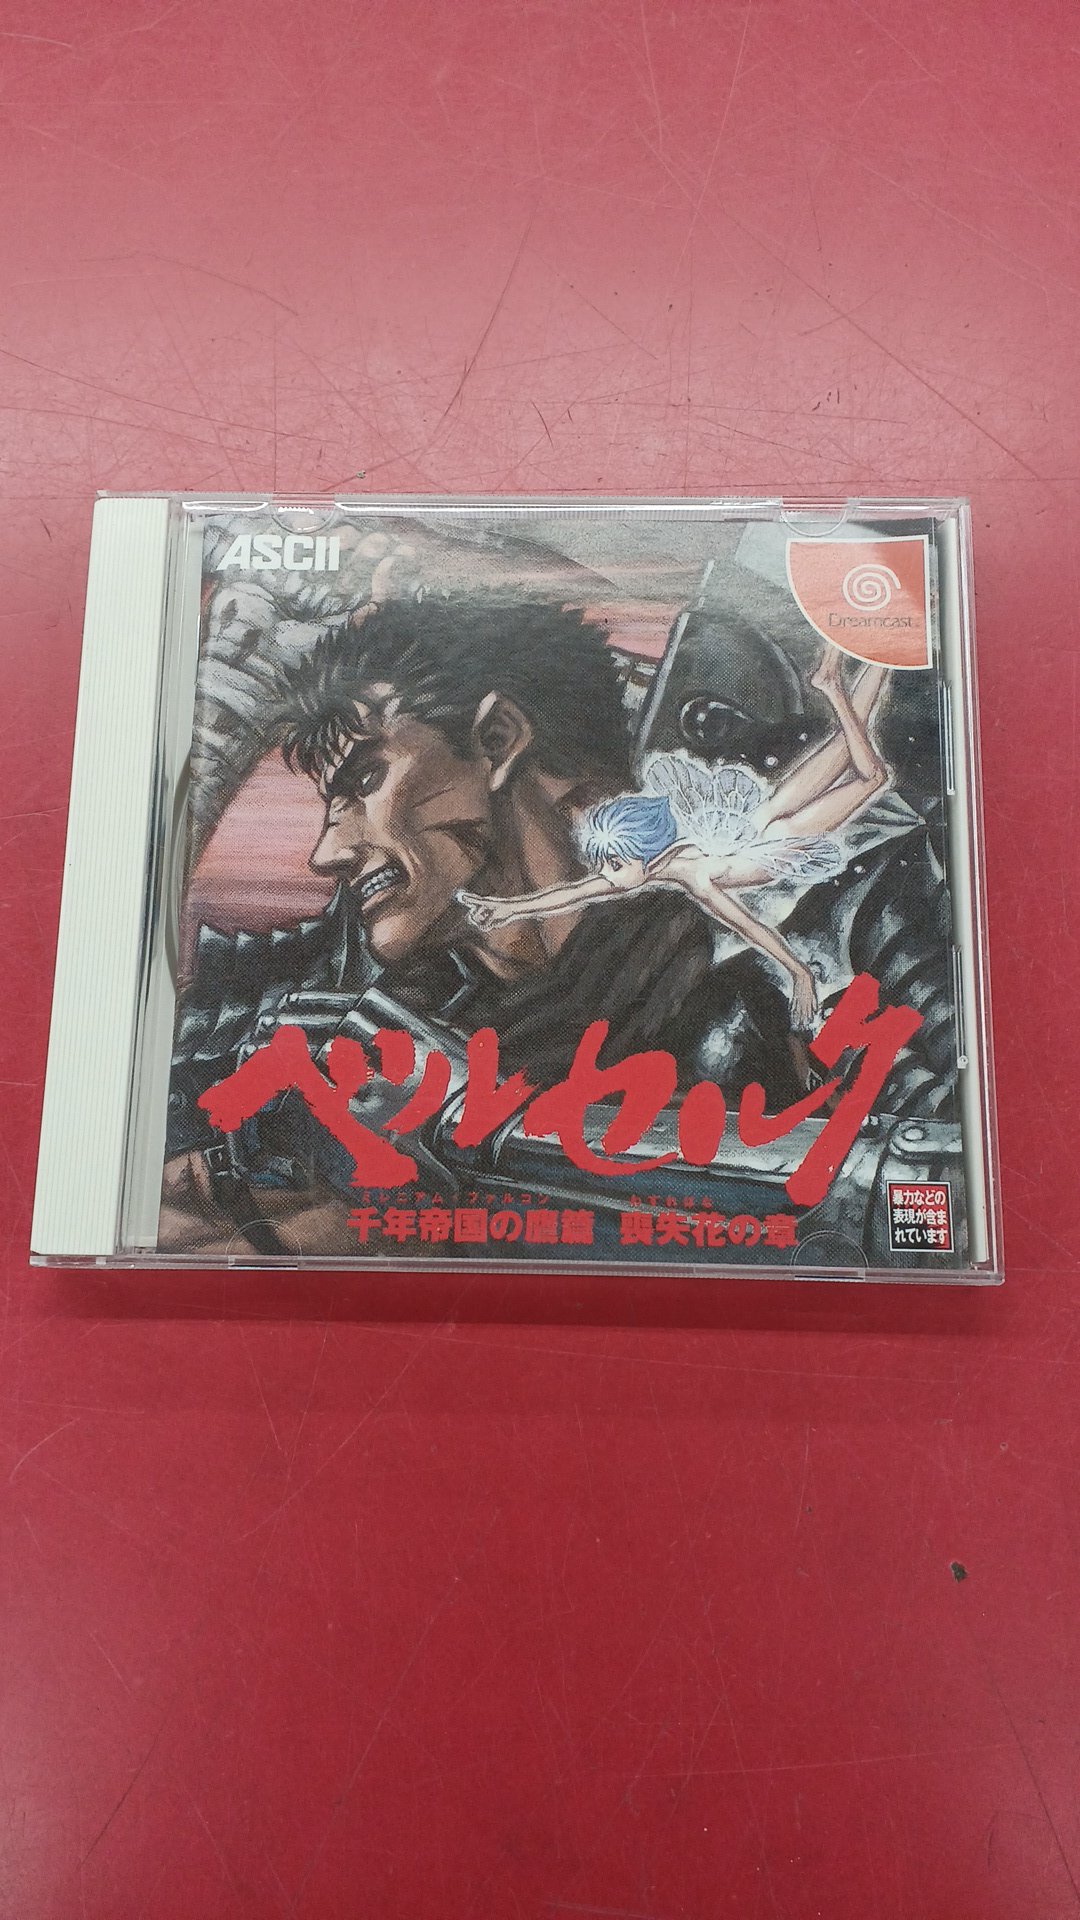 ASCII
Dreamcast
ベルセルク
ミレニアム・ファルコン わすればな
千年帝国の鷹篇 喪失花の章
暴力などの
表現が含ま
れています